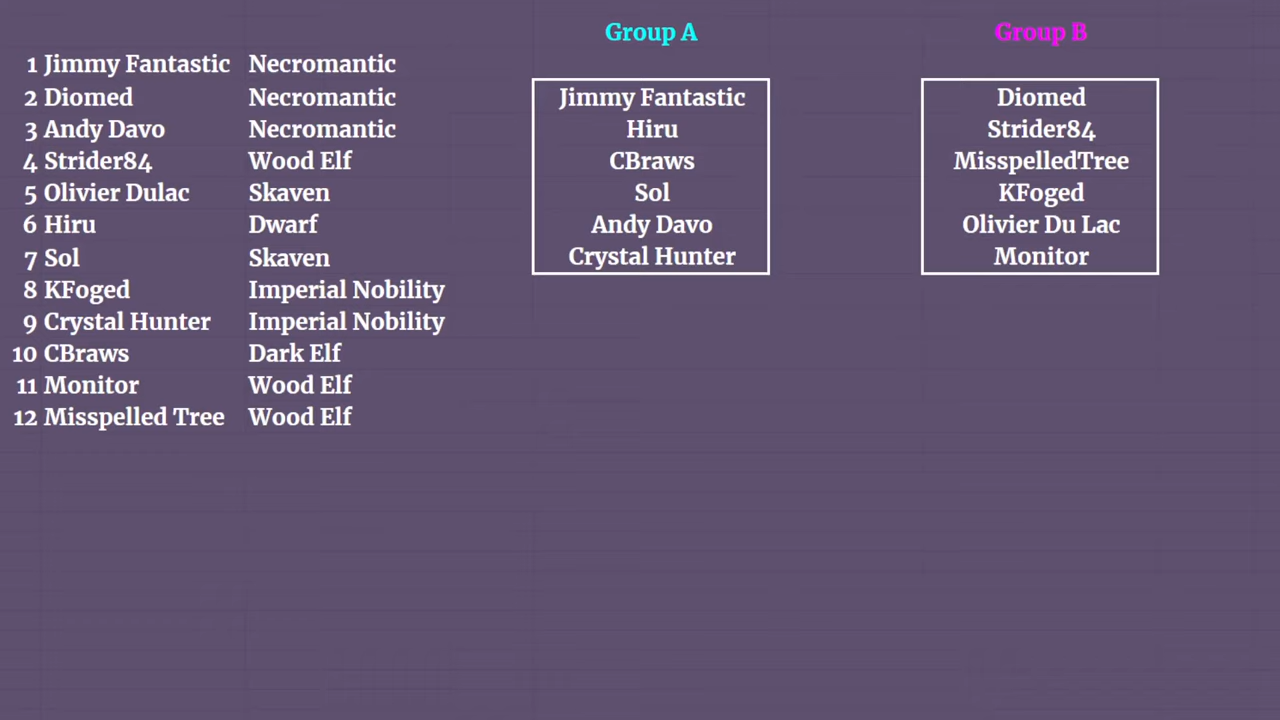 1 Jimmy Fantastic Necromantic
2 Diomed Necromantic
3 Andy Davo Necromantic
4 Strider84 Wood Elf
5 Olivier Dulac Skaven
6 Hiru Dwarf
7 Sol Skaven
8 KFoged Imperial Nobility
9 Crystal Hunter Imperial Nobility
10 CBraws Dark Elf
11 Monitor Wood Elf
12 Misspelled Tree Wood Elf
Group A
Jimmy Fantastic
Hiru
CBraws
Sol
Andy Davo
Crystal Hunter
Group B
Diomed
Strider84
MisspelledTree
KFoged
Olivier Du Lac
Monitor